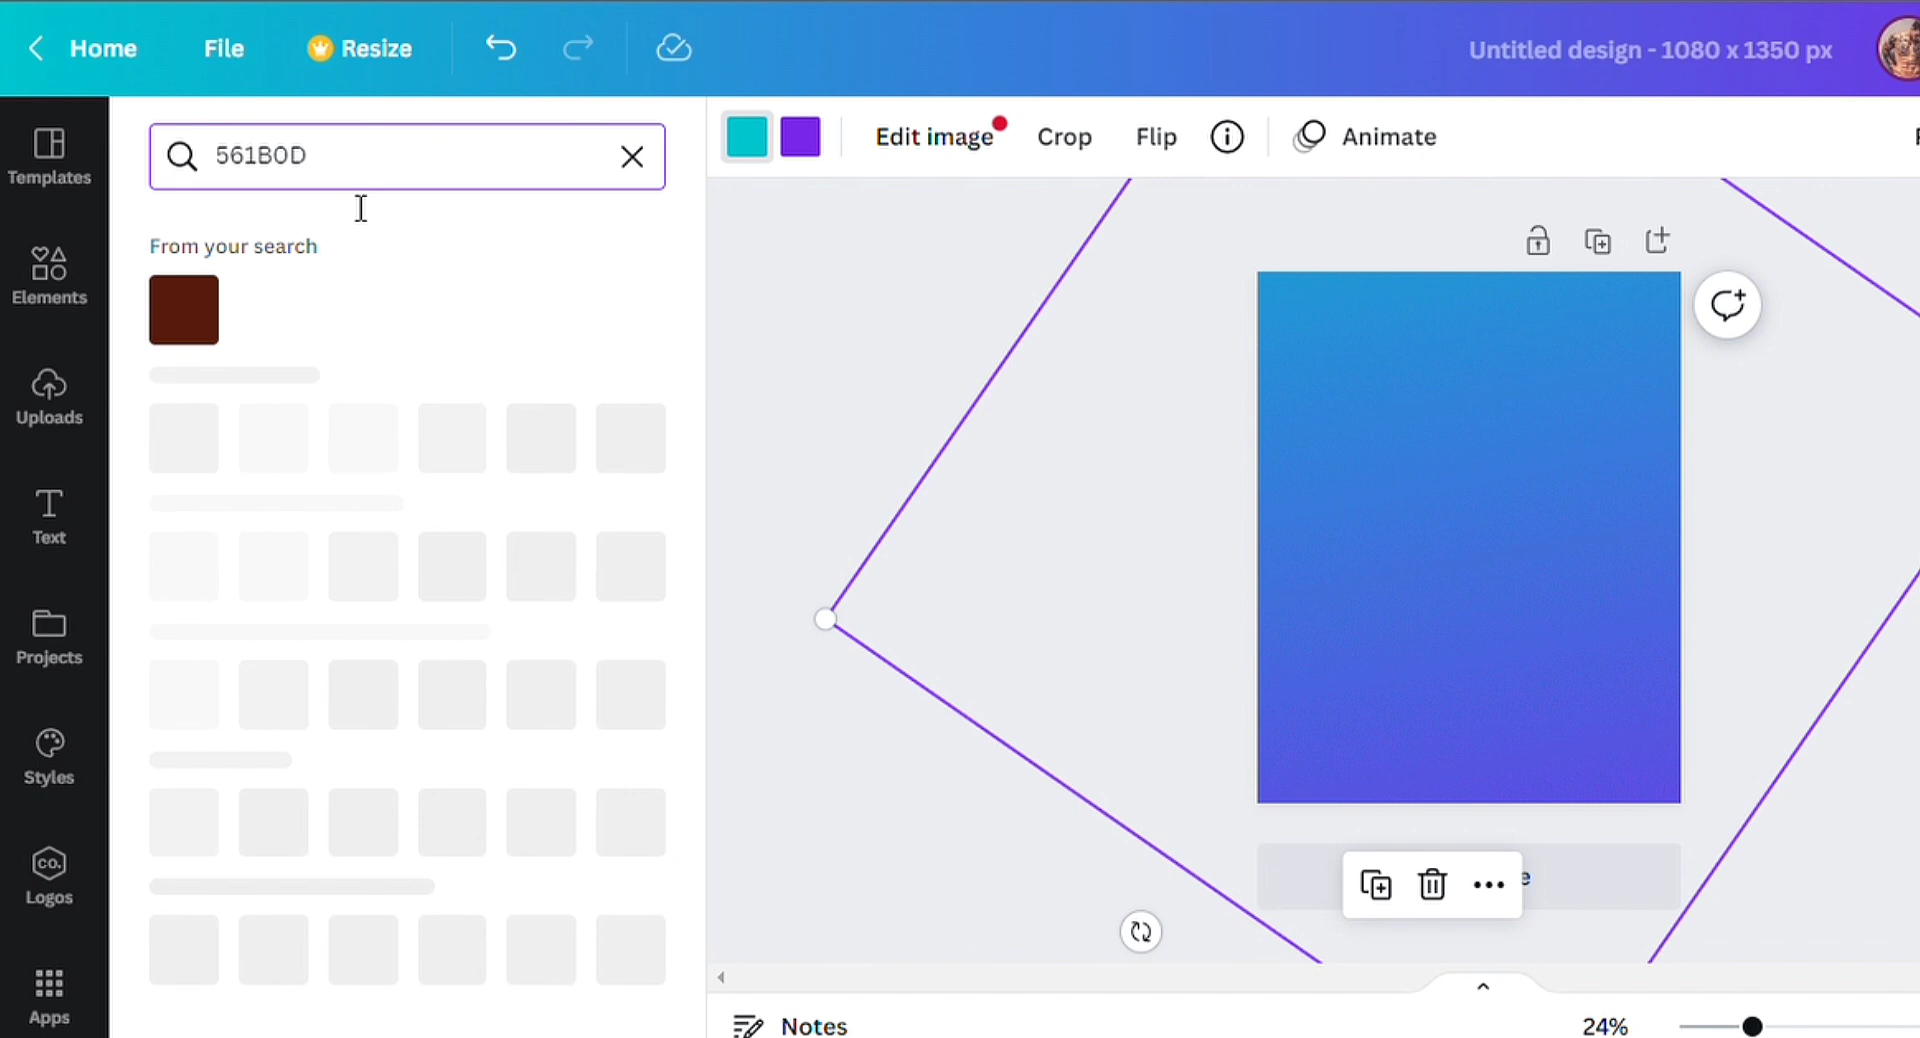 Home
File
Resize
Untitled design - 1080 x 1350 px
Templates
Elements
Uploads
Text
Projects
Styles
CO.
Logos
Apps
561B0D
From your search
Edit image
Crop
Flip
Animate
Notes
24%